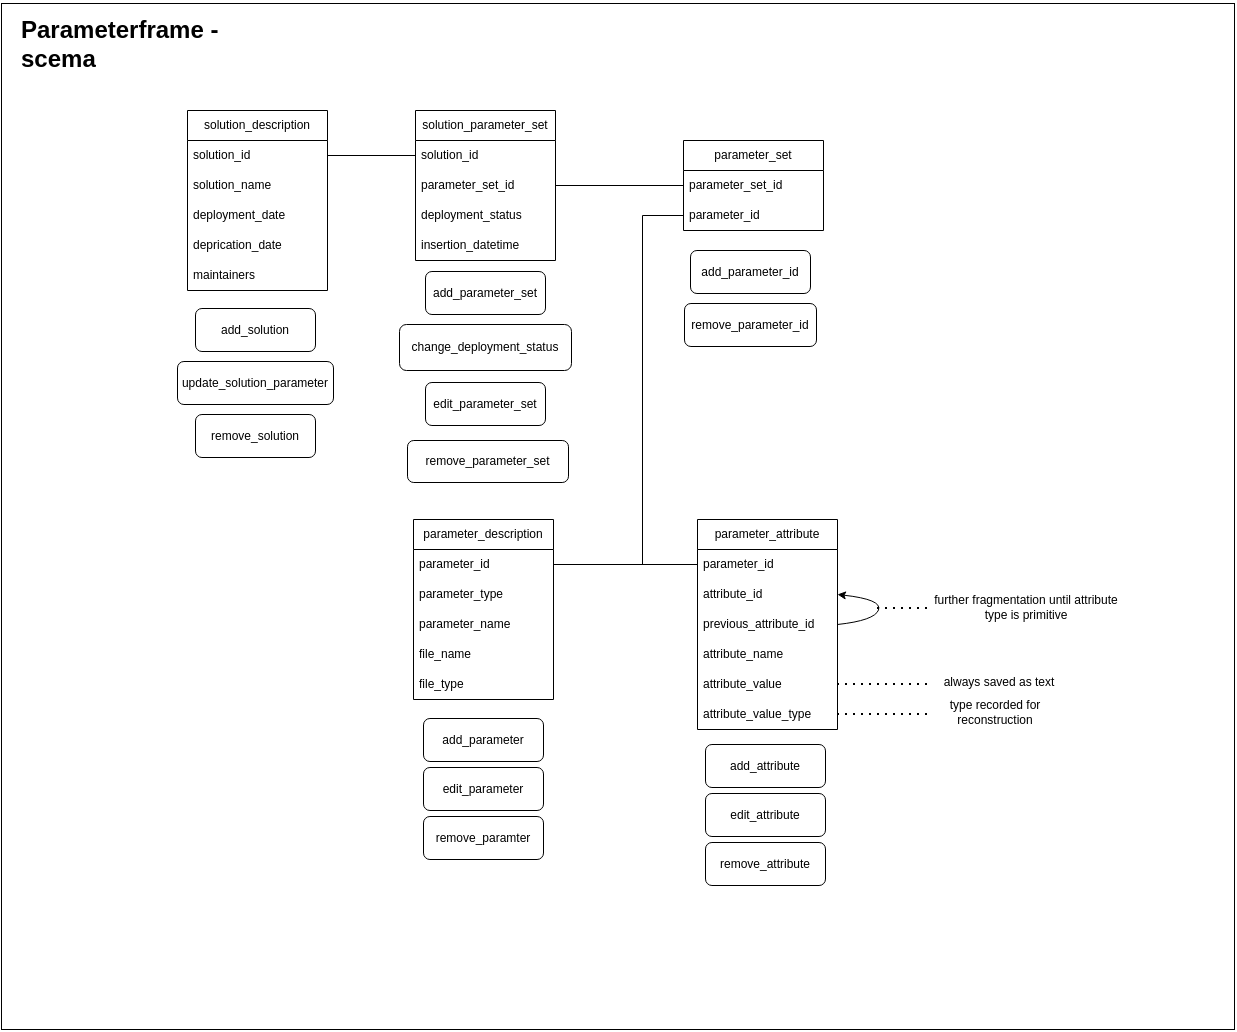 Parameterframe -
scema
solution_description
solution_id
solution_name
deployment_date
deprication_date
maintainers
add_solution
update_solution_parameter
remove_solution
solution_parameter_set
solution_id
parameter_set_id
deployment_status
insertion_datetime
add_parameter_set
change_deployment_status
edit_parameter_set
remove_parameter_set
parameter_set
parameter_set_id
parameter_id
add_parameter_id
remove_parameter_id
parameter_description
parameter_id
parameter_type
parameter_name
file_name
file_type
add_parameter
edit_parameter
remove_paramter
parameter_attribute
parameter_id
attribute_id
previous_attribute_id
attribute_name
attribute_value
attribute_value_type
further fragmentation until attribute
type is primitive
always saved as text
type recorded for
reconstruction
add_attribute
edit_attribute
remove_attribute